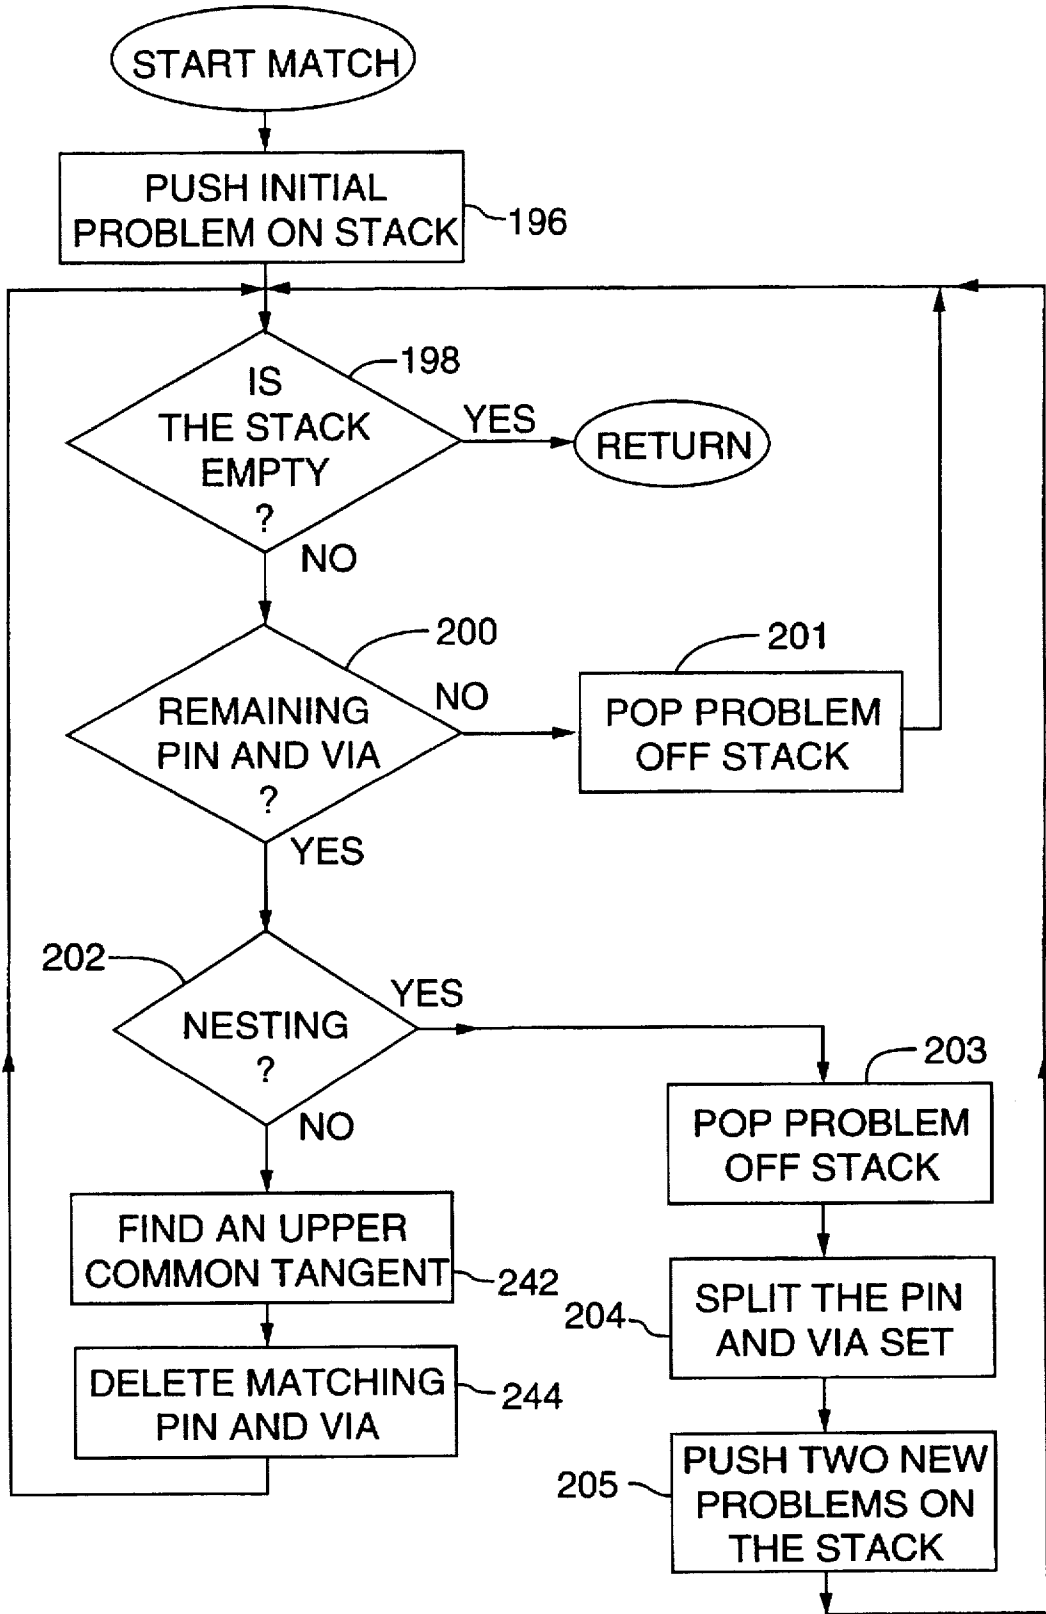 START MATCH
PUSH INITIAL
PROBLEM ON STACK
196
198
IS
THE STACK
EMPTY
?
YES
RETURN
NO
200
REMAINING
PIN AND VIA
?
NO
201
POP PROBLEM
OFF STACK
YES
202
NESTING
?
YES
203
POP PROBLEM
OFF STACK
NO
FIND AN UPPER
COMMON TANGENT
242
204
SPLIT THE PIN
AND VIA SET
DELETE MATCHING
PIN AND VIA
244
205
PUSH TWO NEW
PROBLEMS ON
THE STACK